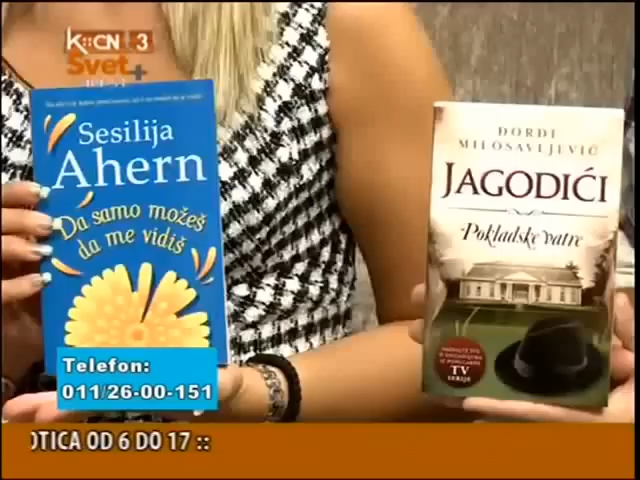 K::CN 3
Svet+
Sesilija
Ahern
Da samo možeš
da me vidiš
ĐORĐE
MILOSAVLJEVIĆ
JAGODIĆI
Pokladske vatre
TV
SERIJE
Telefon:
011/26-00-151
OTICA OD 6 DO 17 ::